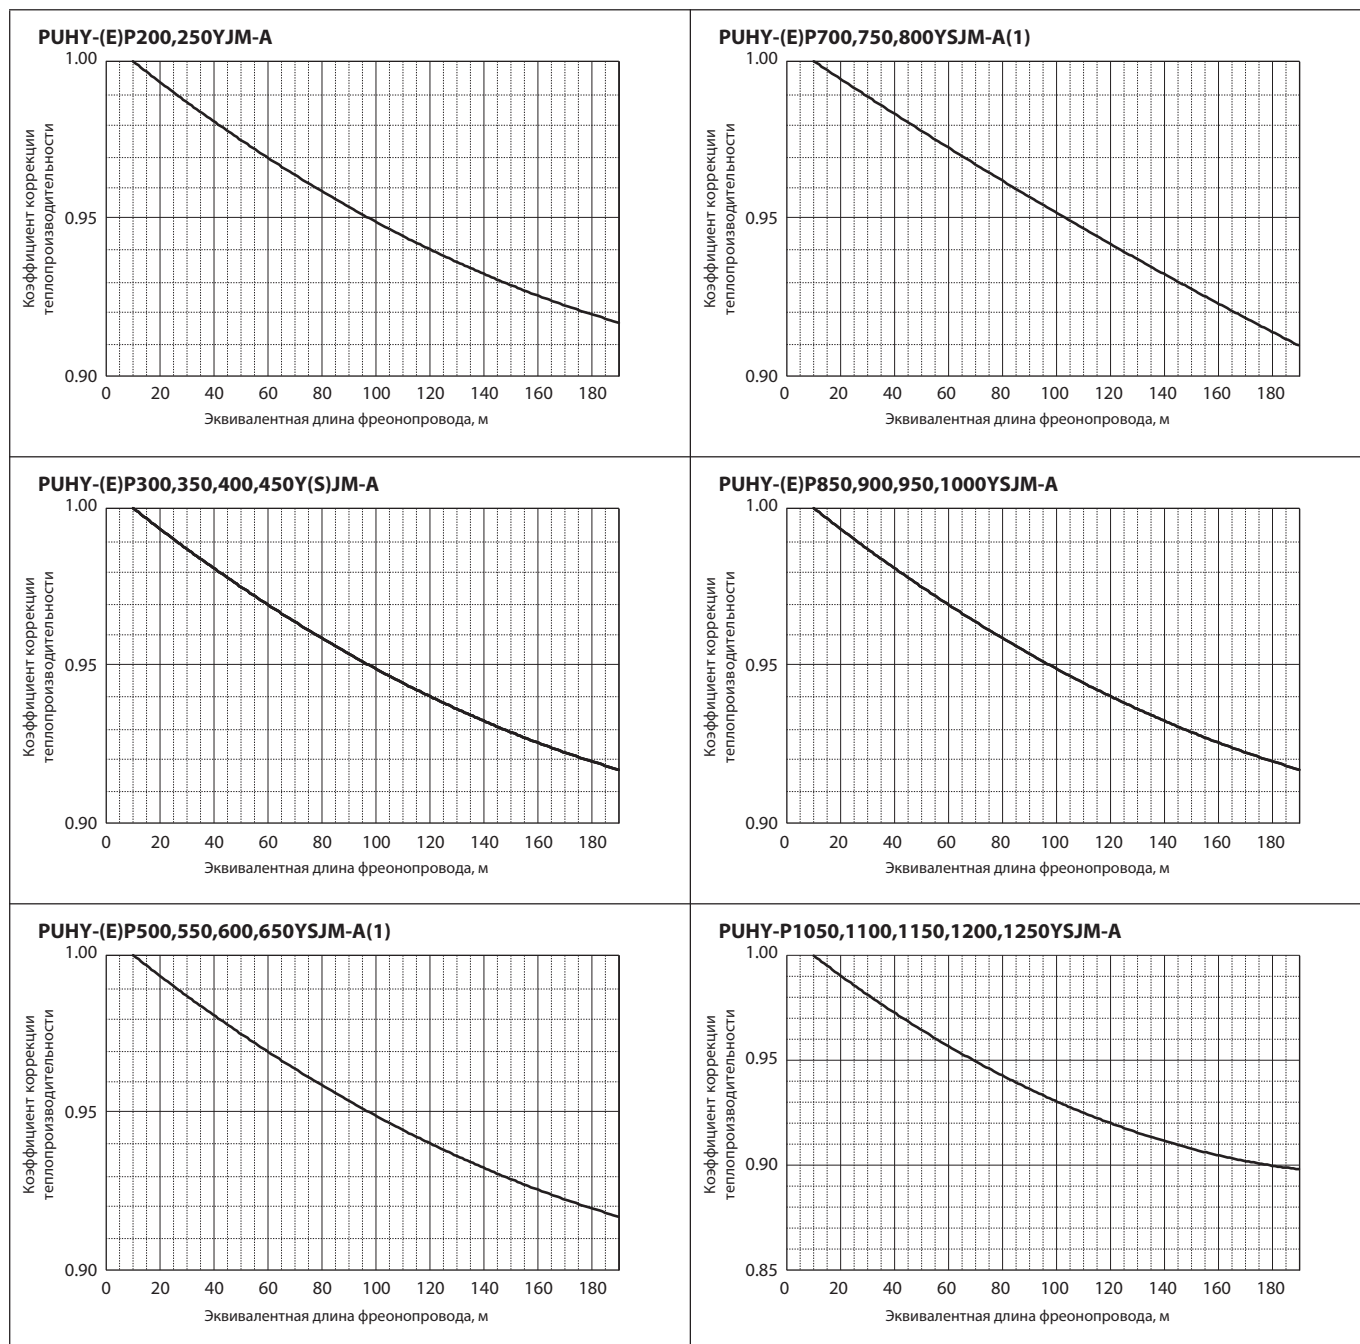 PUHY-(E)P200,250YJM-A
1.00
0.95
0.90
Коэффициент коррекции
теплопроизводительности
0 20 40 60 80 100 120 140 160 180
Эквивалентная длина фреонопровода, м
PUHY-(E)P700,750,800YSJM-A(1)
1.00
0.95
0.90
Коэффициент коррекции
теплопроизводительности
0 20 40 60 80 100 120 140 160 180
Эквивалентная длина фреонопровода, м
PUHY-(E)P300,350,400,450Y(S)JM-A
1.00
0.95
0.90
Коэффициент коррекции
теплопроизводительности
0 20 40 60 80 100 120 140 160 180
Эквивалентная длина фреонопровода, м
PUHY-(E)P850,900,950,1000YSJM-A
1.00
0.95
0.90
Коэффициент коррекции
теплопроизводительности
0 20 40 60 80 100 120 140 160 180
Эквивалентная длина фреонопровода, м
PUHY-(E)P500,550,600,650YSJM-A(1)
1.00
0.95
0.90
Коэффициент коррекции
теплопроизводительности
0 20 40 60 80 100 120 140 160 180
Эквивалентная длина фреонопровода, м
PUHY-P1050,1100,1150,1200,1250YSJM-A
1.00
0.95
0.90
0.85
Коэффициент коррекции
теплопроизводительности
0 20 40 60 80 100 120 140 160 180
Эквивалентная длина фреонопровода, м